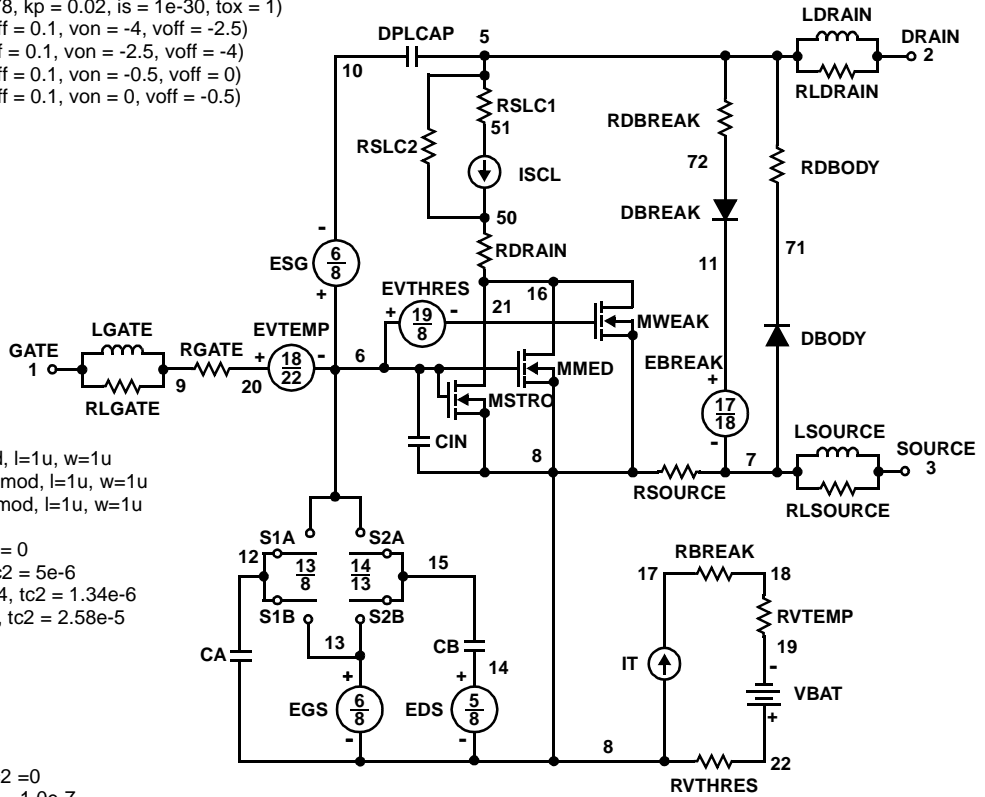 78, kp = 0.02, is = 1e-30, tox = 1)
ff = 0.1, von = -4, voff = -2.5)
f = 0.1, von = -2.5, voff = -4)
ff = 0.1, von = -0.5, voff = 0)
ff = 0.1, von = 0, voff = -0.5)
DPLCAP
5
10
LDRAIN
DRAIN
2
RLDRAIN
RSLC1
51
RSLC2
ISCL
RDBREAK
72
RDBODY
DBREAK
50
RDRAIN
71
11
-
ESG
6
8
+
EVTHRES
+
19
8
-
21
16
MWEAK
LGATE
GATE
1
RLGATE
9
RGATE
20
EVTEMP
+
18
22
-
6
MMED
MSTRO
EBREAK
+
17
18
-
DBODY
CIN
8
RSOURCE
7
LSOURCE
SOURCE
3
RLSOURCE
d, l=1u, w=1u
mod, l=1u, w=1u
mod, l=1u, w=1u
= 0
c2 = 5e-6
4, tc2 = 1.34e-6
, tc2 = 2.58e-5
S1A
S2A
12
13
8
14
13
15
S1B
S2B
13
CA
CB
14
+
EGS
6
8
-
+
EDS
5
8
-
RBREAK
17
18
RVTEMP
19
IT
-
VBAT
+
8
22
RVTHRES
2 =0